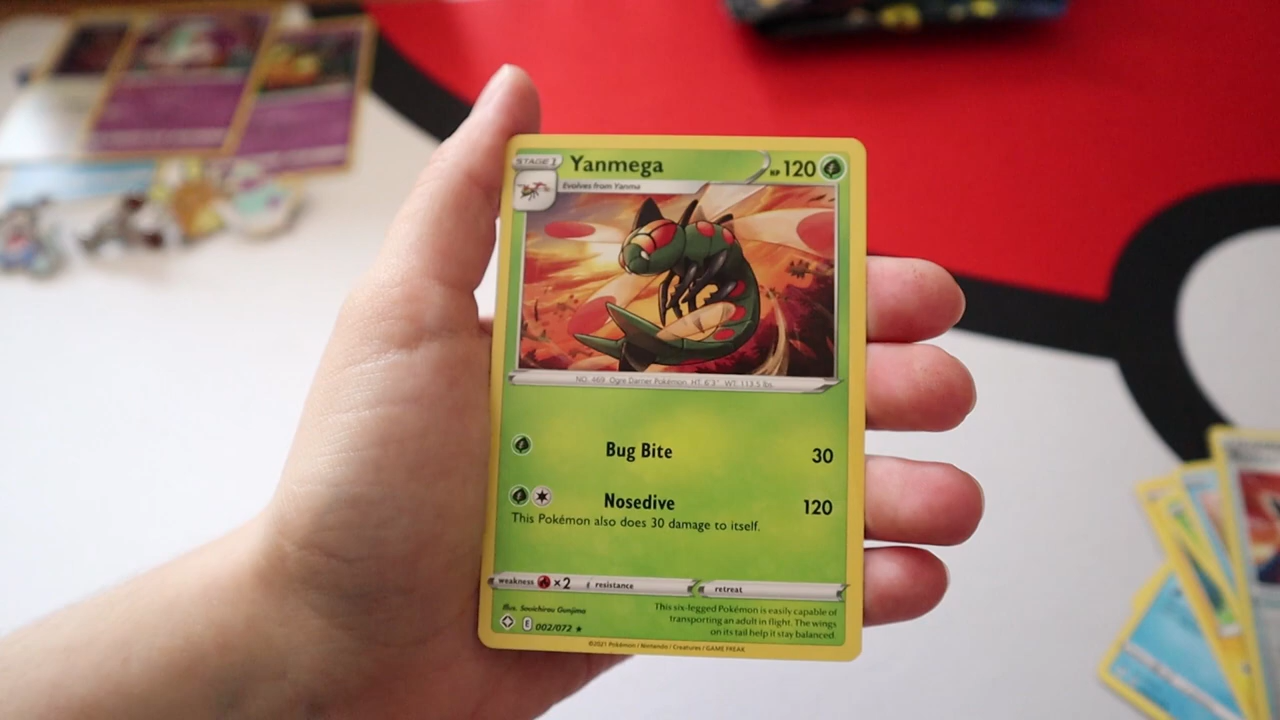 STAGE 1
Yanmega
HP 120
Evolves from Yanma
NO. 469 Ogre Darner Pokémon HT: 6'3" WT: 113.5 lbs
Bug Bite 30
Nosedive 120
This Pokémon also does 30 damage to itself.
weakness ×2 resistance retreat
Illus. Souichirou Gunjima
E 002/072 ★
This six-legged Pokémon is easily capable of
transporting an adult in flight. The wings
on its tail help it stay balanced.
©2021 Pokémon / Nintendo / Creatures / GAME FREAK